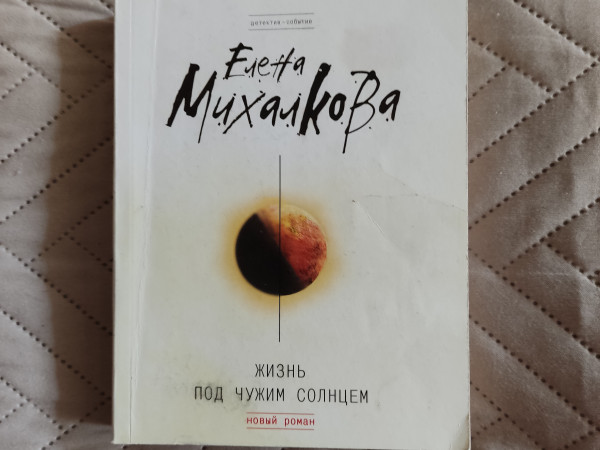 детектив-событие
Елена
Михалкова
ЖИЗНЬ
ПОД ЧУЖИМ СОЛНЦЕМ
новый роман